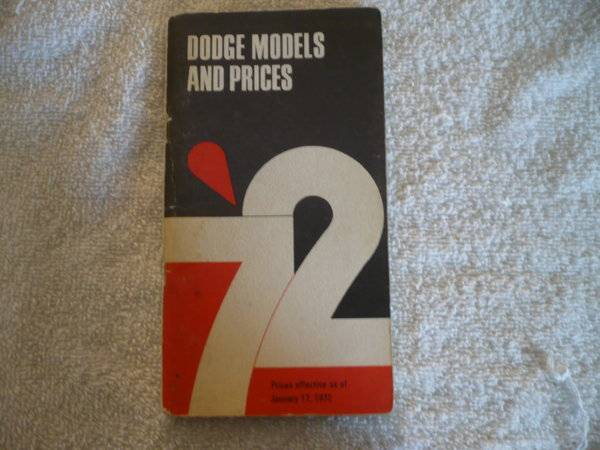 DODGE MODELS
AND PRICES
'72
Prices effective as of
January 17, 1972